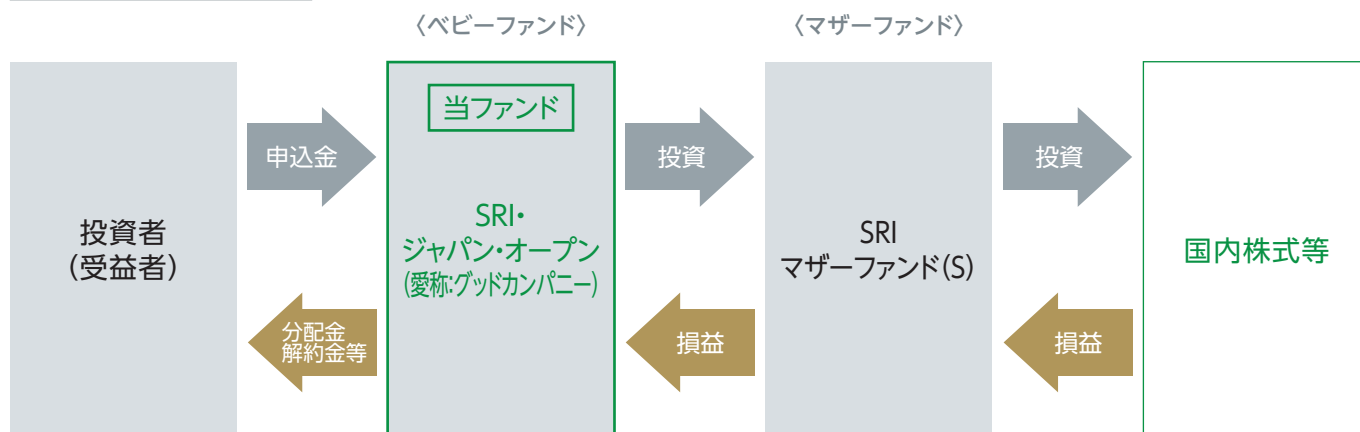 〈ベビーファンド〉
〈マザーファンド〉
投資者
(受益者)
申込金
分配金
解約金等
当ファンド
SRI・
ジャパン・オープン
(愛称:グッドカンパニー)
投資
損益
SRI
マザーファンド(S)
投資
損益
国内株式等